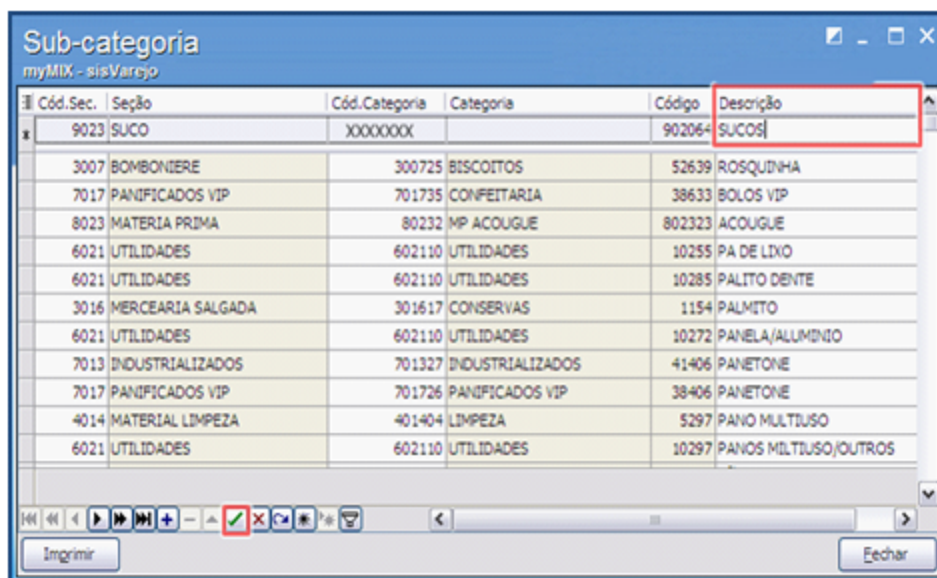 Sub-categoria
myMIX - sisVarejo
Cód.Sec. Seção Cód.Categoria Categoria Código Descrição
9023 SUCO XXXXXXX 902064 SUCOS
3007 BOMBONIERE 300725 BISCOITOS 52639 ROSQUINHA
7017 PANIFICADOS VIP 701735 CONFEITARIA 38633 BOLOS VIP
8023 MATERIA PRIMA 80232 MP ACOUGUE 802323 ACOUGUE
6021 UTILIDADES 602110 UTILIDADES 10255 PA DE LIXO
6021 UTILIDADES 602110 UTILIDADES 10285 PALITO DENTE
3016 MERCEARIA SALGADA 301617 CONSERVAS 1154 PALMITO
6021 UTILIDADES 602110 UTILIDADES 10272 PANELA/ALUMINIO
7013 INDUSTRIALIZADOS 701327 INDUSTRIALIZADOS 41406 PANETONE
7017 PANIFICADOS VIP 701726 PANIFICADOS VIP 38406 PANETONE
4014 MATERIAL LIMPEZA 401404 LIMPEZA 5297 PANO MULTIUSO
6021 UTILIDADES 602110 UTILIDADES 10297 PANOS MILTIUSO/OUTROS
Imprimir Fechar